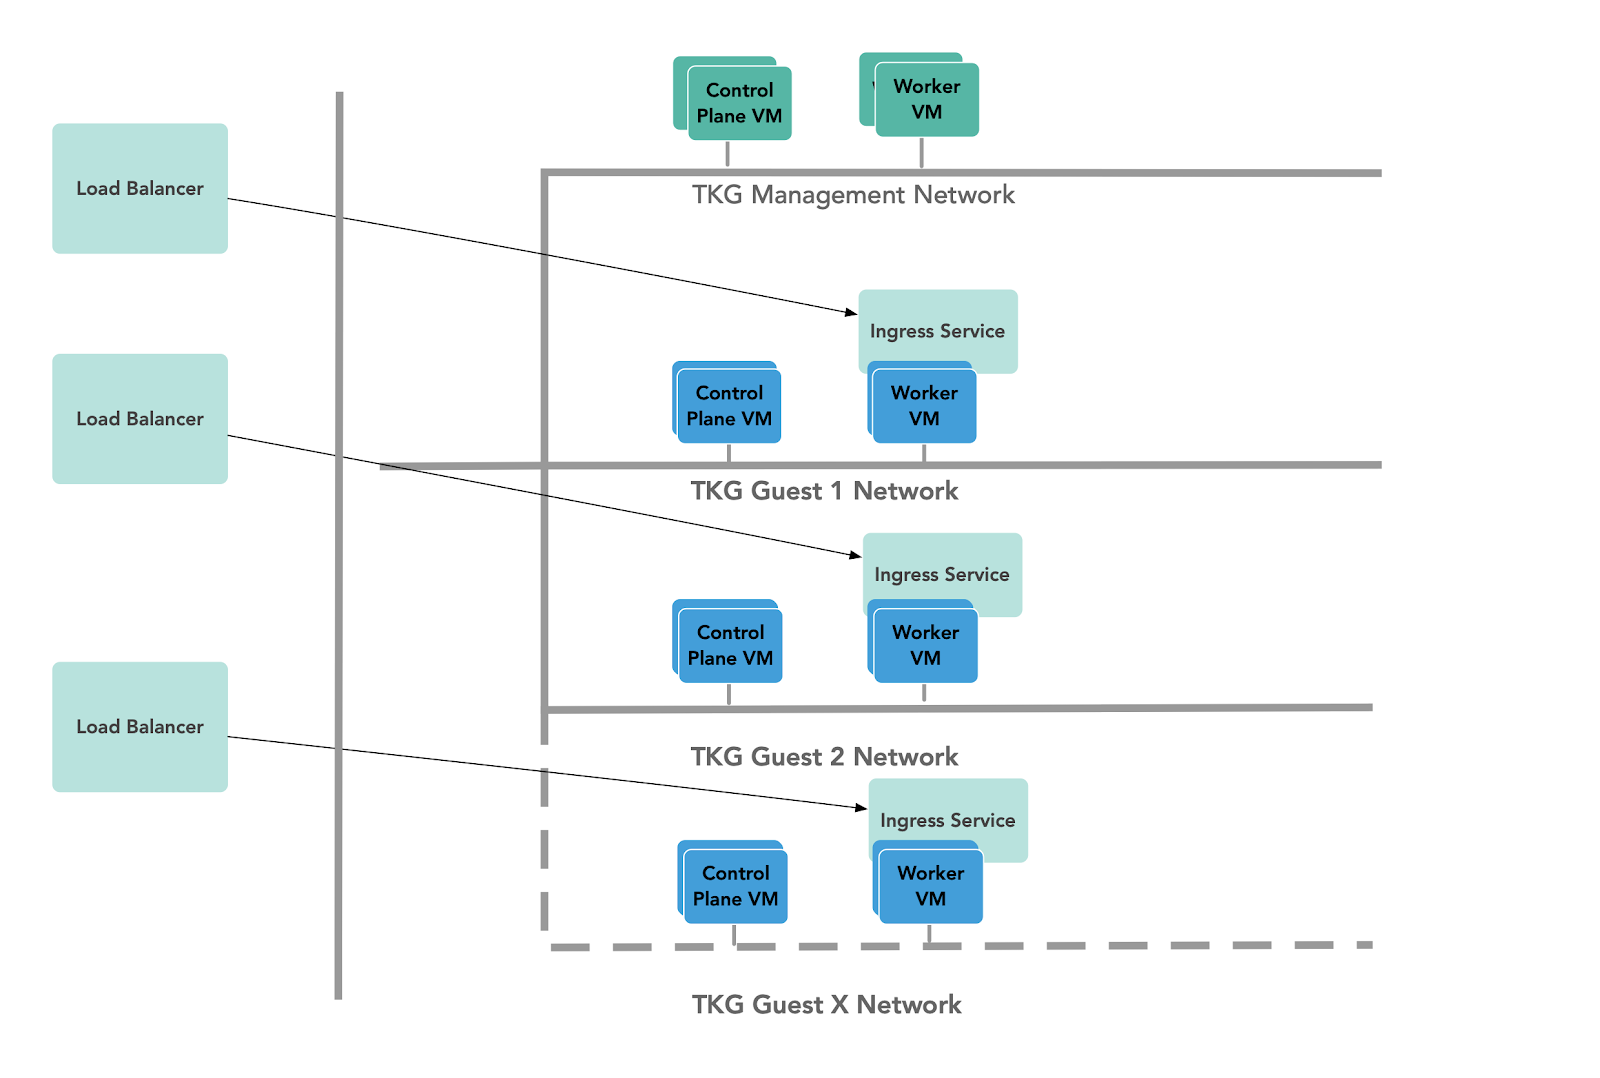 Control
Plane VM
Worker
VM
Load Balancer
TKG Management Network
Ingress Service
Load Balancer
Control
Plane VM
Worker
VM
TKG Guest 1 Network
Ingress Service
Control
Plane VM
Worker
VM
Load Balancer
TKG Guest 2 Network
Ingress Service
Control
Plane VM
Worker
VM
TKG Guest X Network